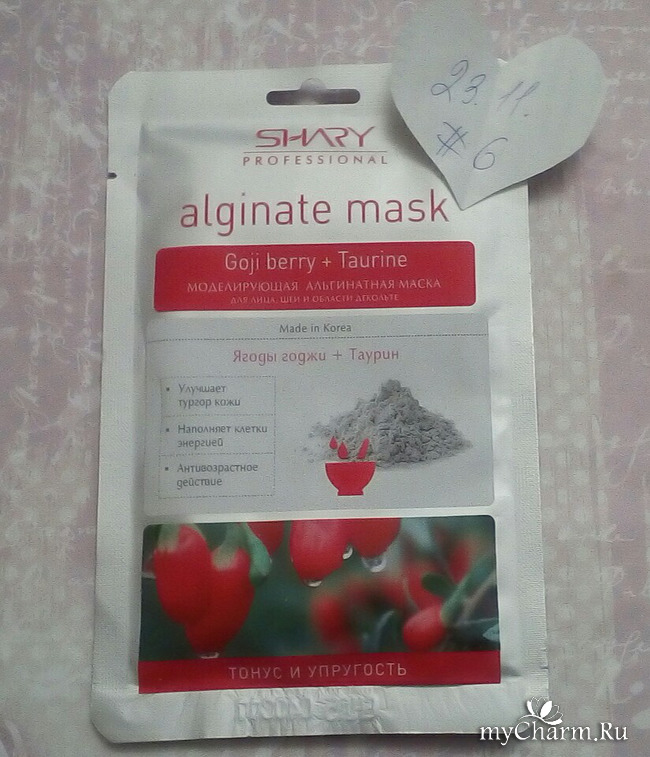 23.11.
# 6
SHARY
PROFESSIONAL
alginate mask
Goji berry + Taurine
МОДЕЛИРУЮЩАЯ АЛЬГИНАТНАЯ МАСКА
ДЛЯ ЛИЦА, ШЕИ И ОБЛАСТИ ДЕКОЛЬТЕ
Made in Korea
Ягоды годжи + Таурин
• Улучшает
тургор кожи
• Наполняет клетки
энергией
• Антивозрастное
действие
ТОНУС И УПРУГОСТЬ
myCharm.Ru